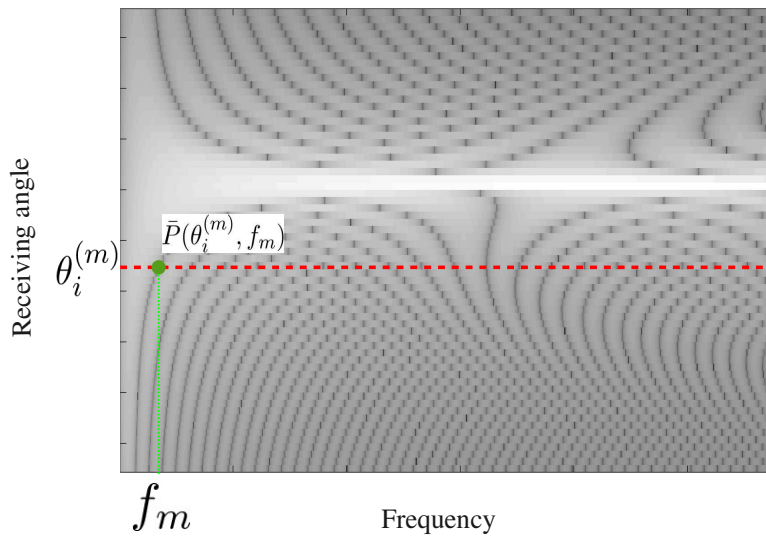 Receiving angle
θ_i^{(m)}
P̄(θ_i^{(m)}, f_m)
f_m
Frequency